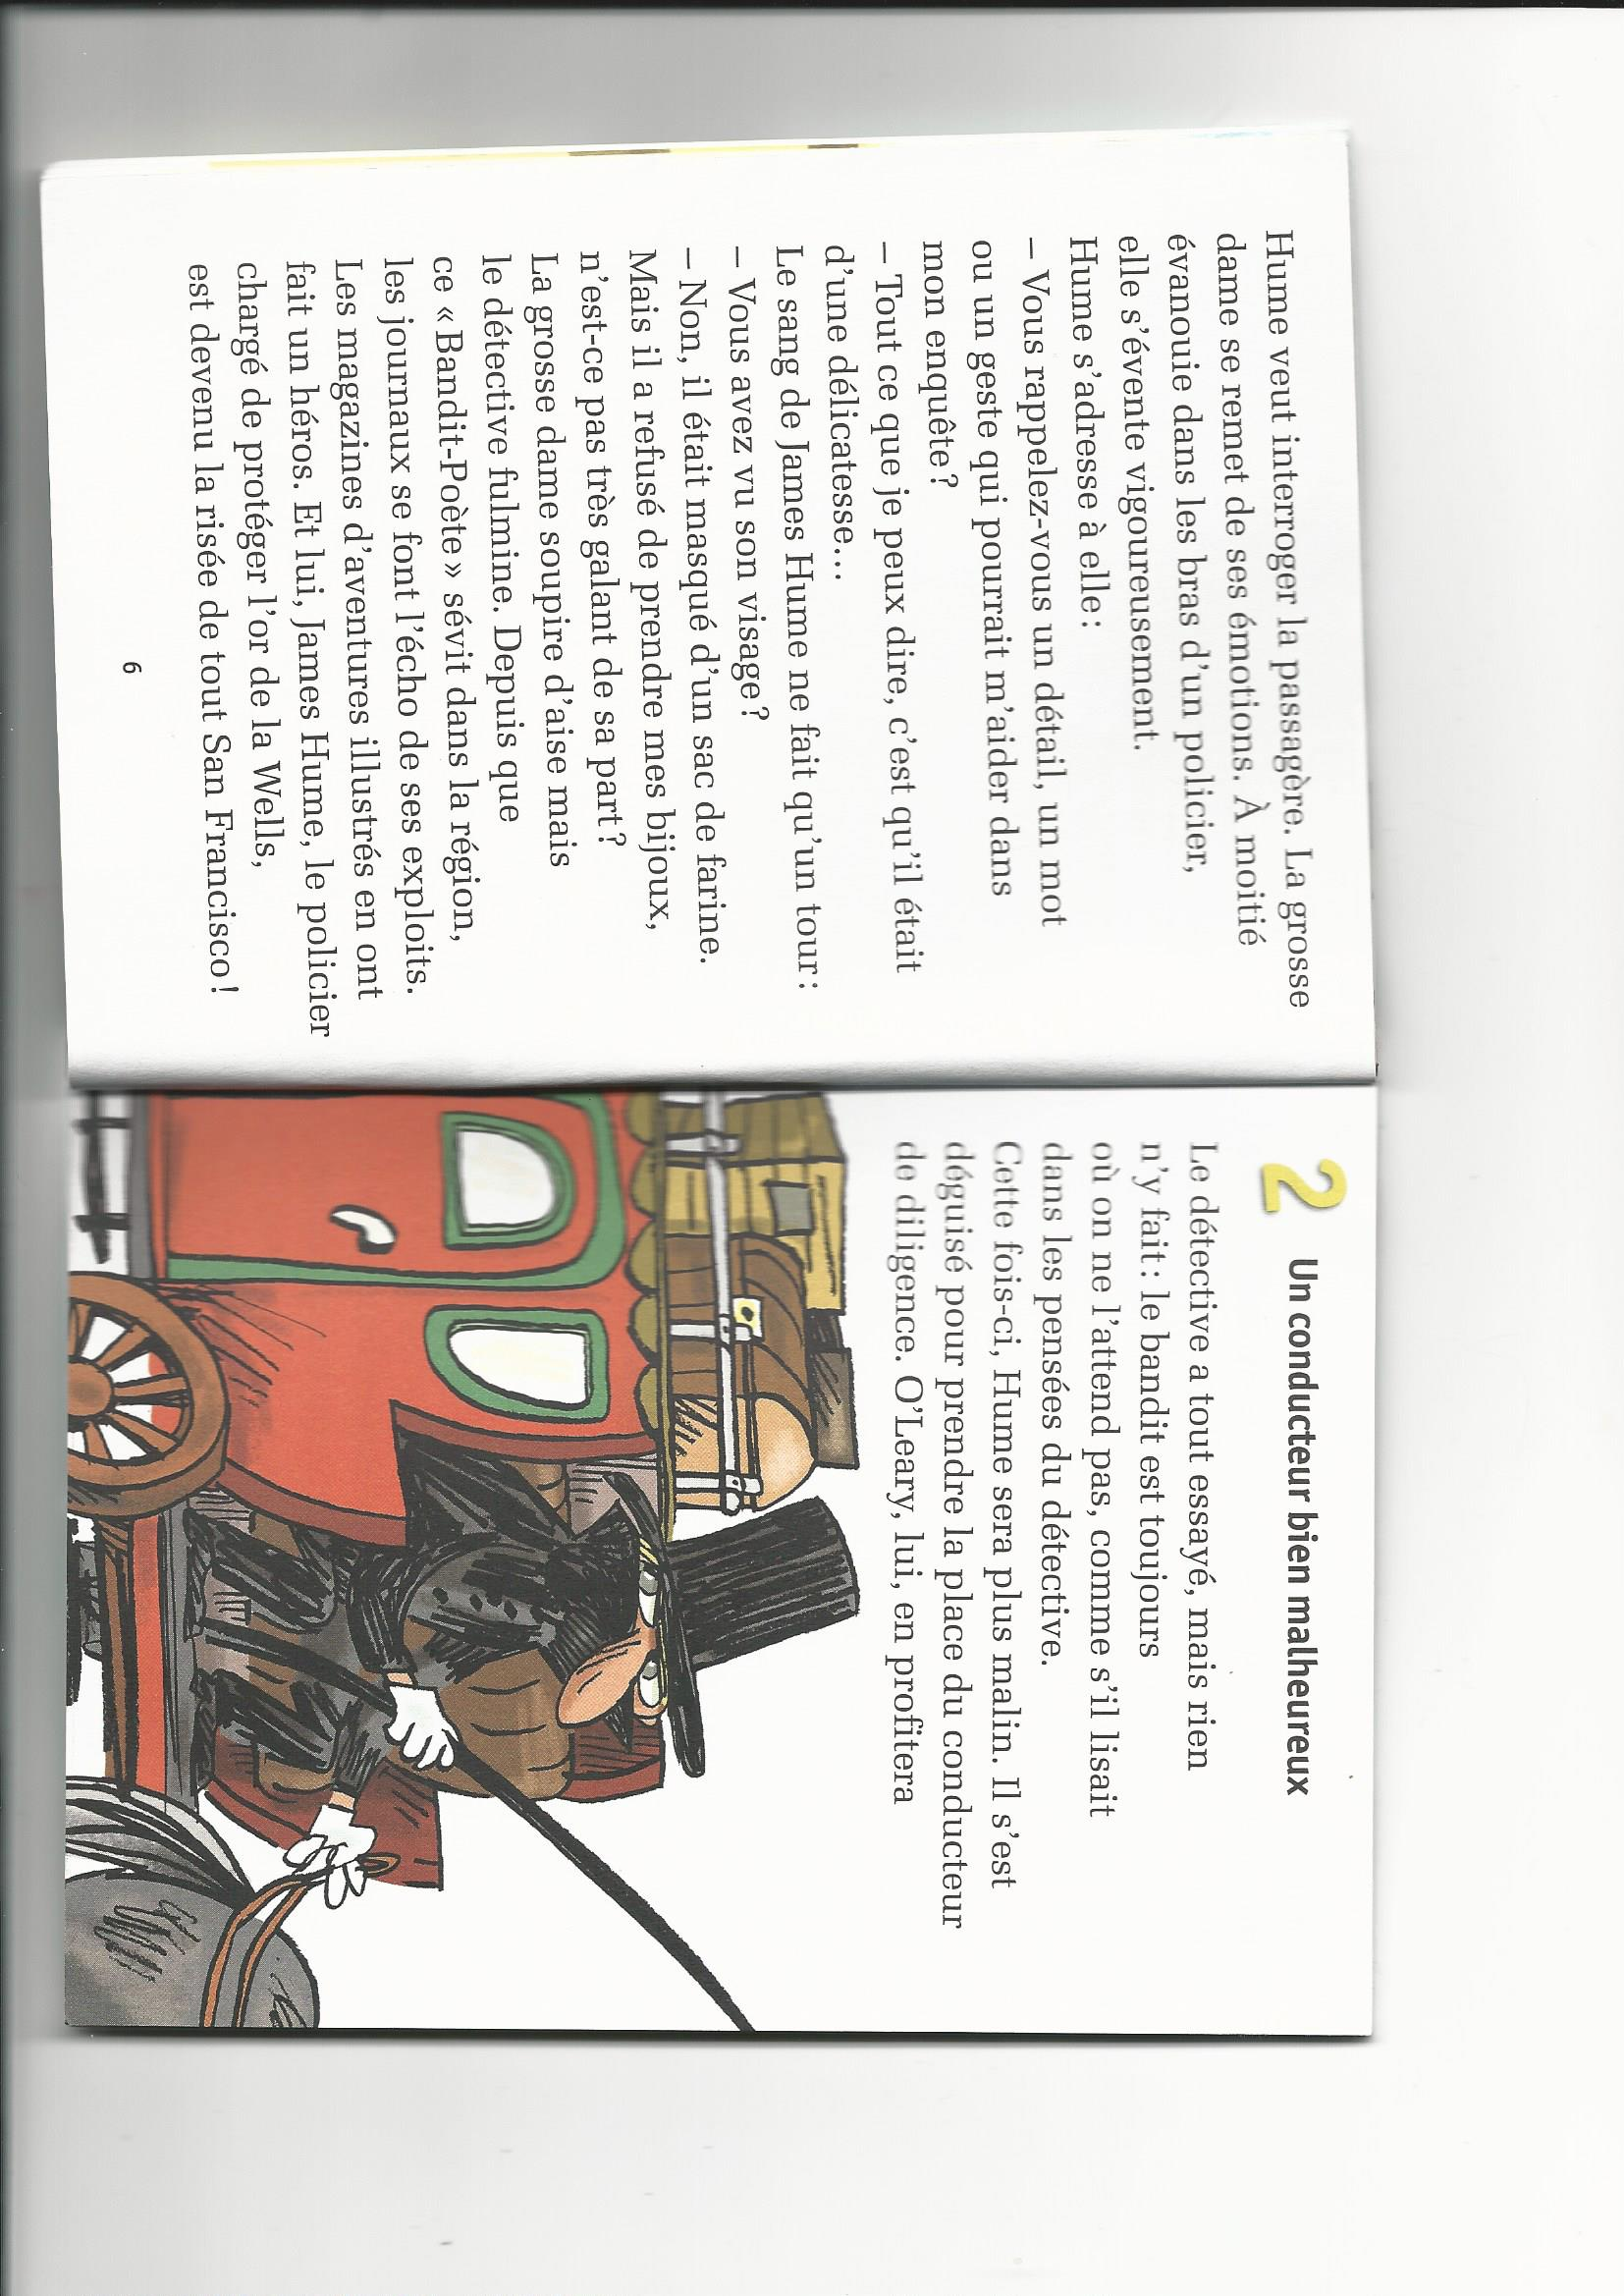 Hume veut interroger la passagère. La grosse
dame se remet de ses émotions. À moitié
évanouie dans les bras d'un policier,
elle s'évente vigoureusement.
Hume s'adresse à elle :
– Vous rappelez-vous un détail, un mot
ou un geste qui pourrait m'aider dans
mon enquête ?
– Tout ce que je peux dire, c'est qu'il était
d'une délicatesse…
Le sang de James Hume ne fait qu'un tour :
– Vous avez vu son visage ?
– Non, il était masqué d'un sac de farine.
Mais il a refusé de prendre mes bijoux,
n'est-ce pas très galant de sa part ?
La grosse dame soupire d'aise mais
le détective fulmine. Depuis que
ce « Bandit-Poète » sévit dans la région,
les journaux se font l'écho de ses exploits.
Les magazines d'aventures illustrés en ont
fait un héros. Et lui, James Hume, le policier
chargé de protéger l'or de la Wells,
est devenu la risée de tout San Francisco !
6
2 Un conducteur bien malheureux
Le détective a tout essayé, mais rien
n'y fait : le bandit est toujours
où on ne l'attend pas, comme s'il lisait
dans les pensées du détective.
Cette fois-ci, Hume sera plus malin. Il s'est
déguisé pour prendre la place du conducteur
de diligence. O'Leary, lui, en profitera